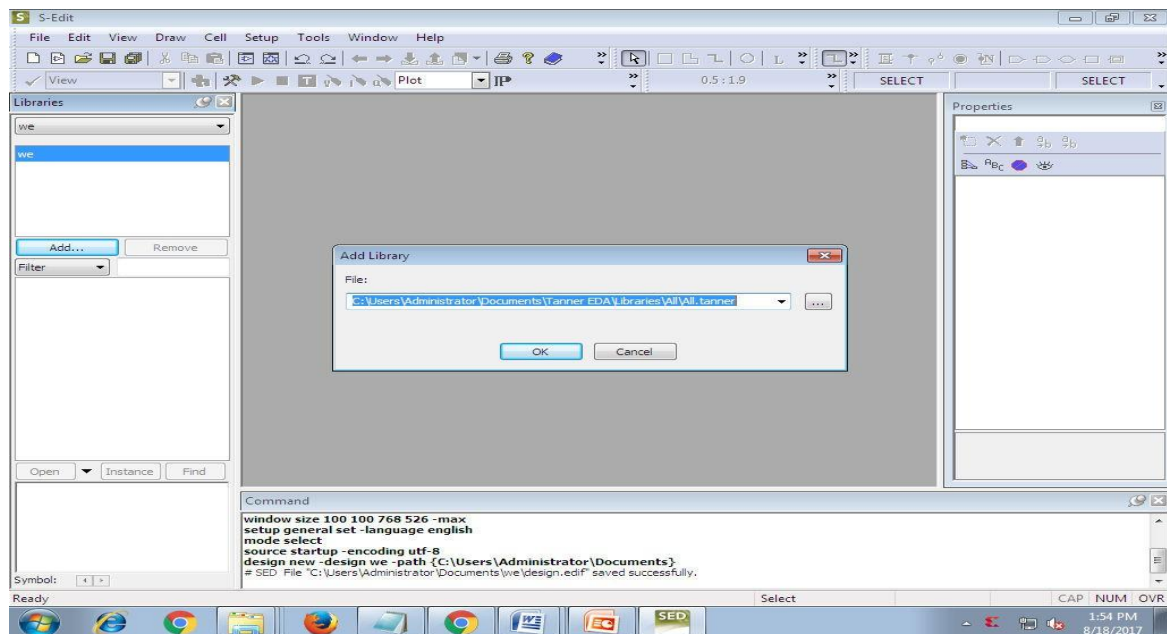 S-Edit
File Edit View Draw Cell Setup Tools Window Help
View Plot 0.5 : 1.9 SELECT SELECT
Libraries
we
we
Add... Remove
Filter
Open Instance Find
Symbol:
Add Library
File:
C:\Users\Administrator\Documents\Tanner EDA\Libraries\All\All.tanner
...
OK Cancel
Properties
Command
window size 100 100 768 526 -max
setup general set -language english
mode select
source startup -encoding utf-8
design new -design we -path {C:\Users\Administrator\Documents}
# SED File "C:\Users\Administrator\Documents\we\design.edif" saved successfully.
Ready Select CAP NUM OVR
SED
1:54 PM
8/18/2017